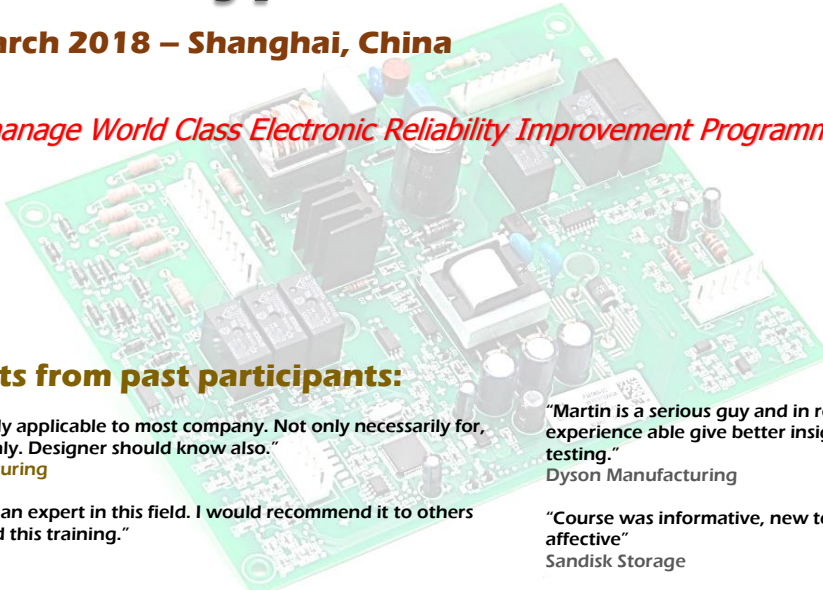 arch 2018 – Shanghai, China
anage World Class Electronic Reliability Improvement Programm
ts from past participants:
ly applicable to most company. Not only necessarily for,
nly. Designer should know also.”
uring
an expert in this field. I would recommend it to others
d this training.”
“Martin is a serious guy and in re
experience able give better insig
testing.”
Dyson Manufacturing
“Course was informative, new to
affective”
Sandisk Storage